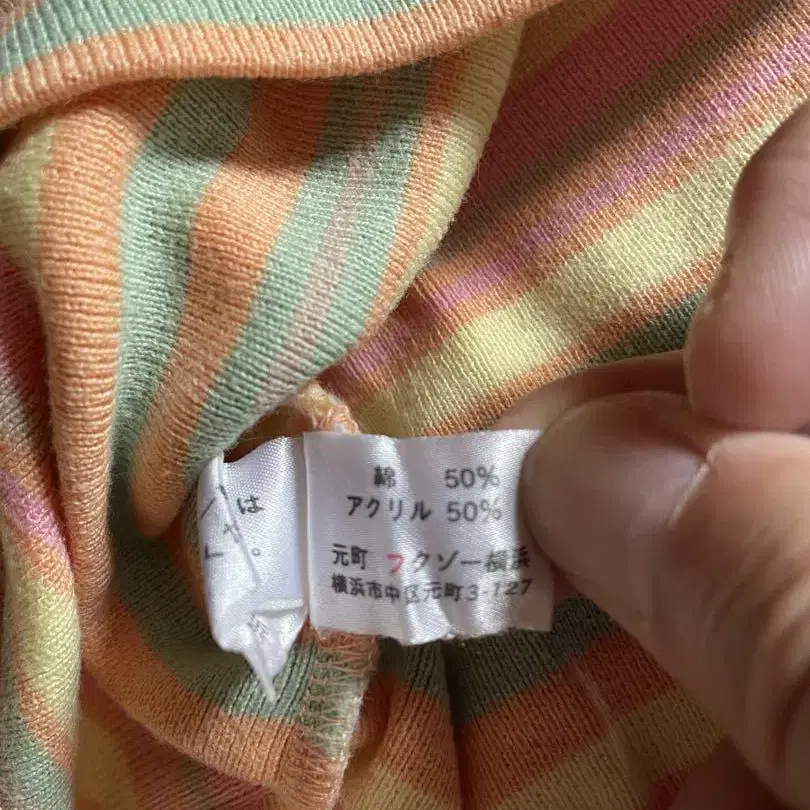 綿 50%
アクリル 50%
元町 フクゾー横浜
横浜市中区元町3-127
は